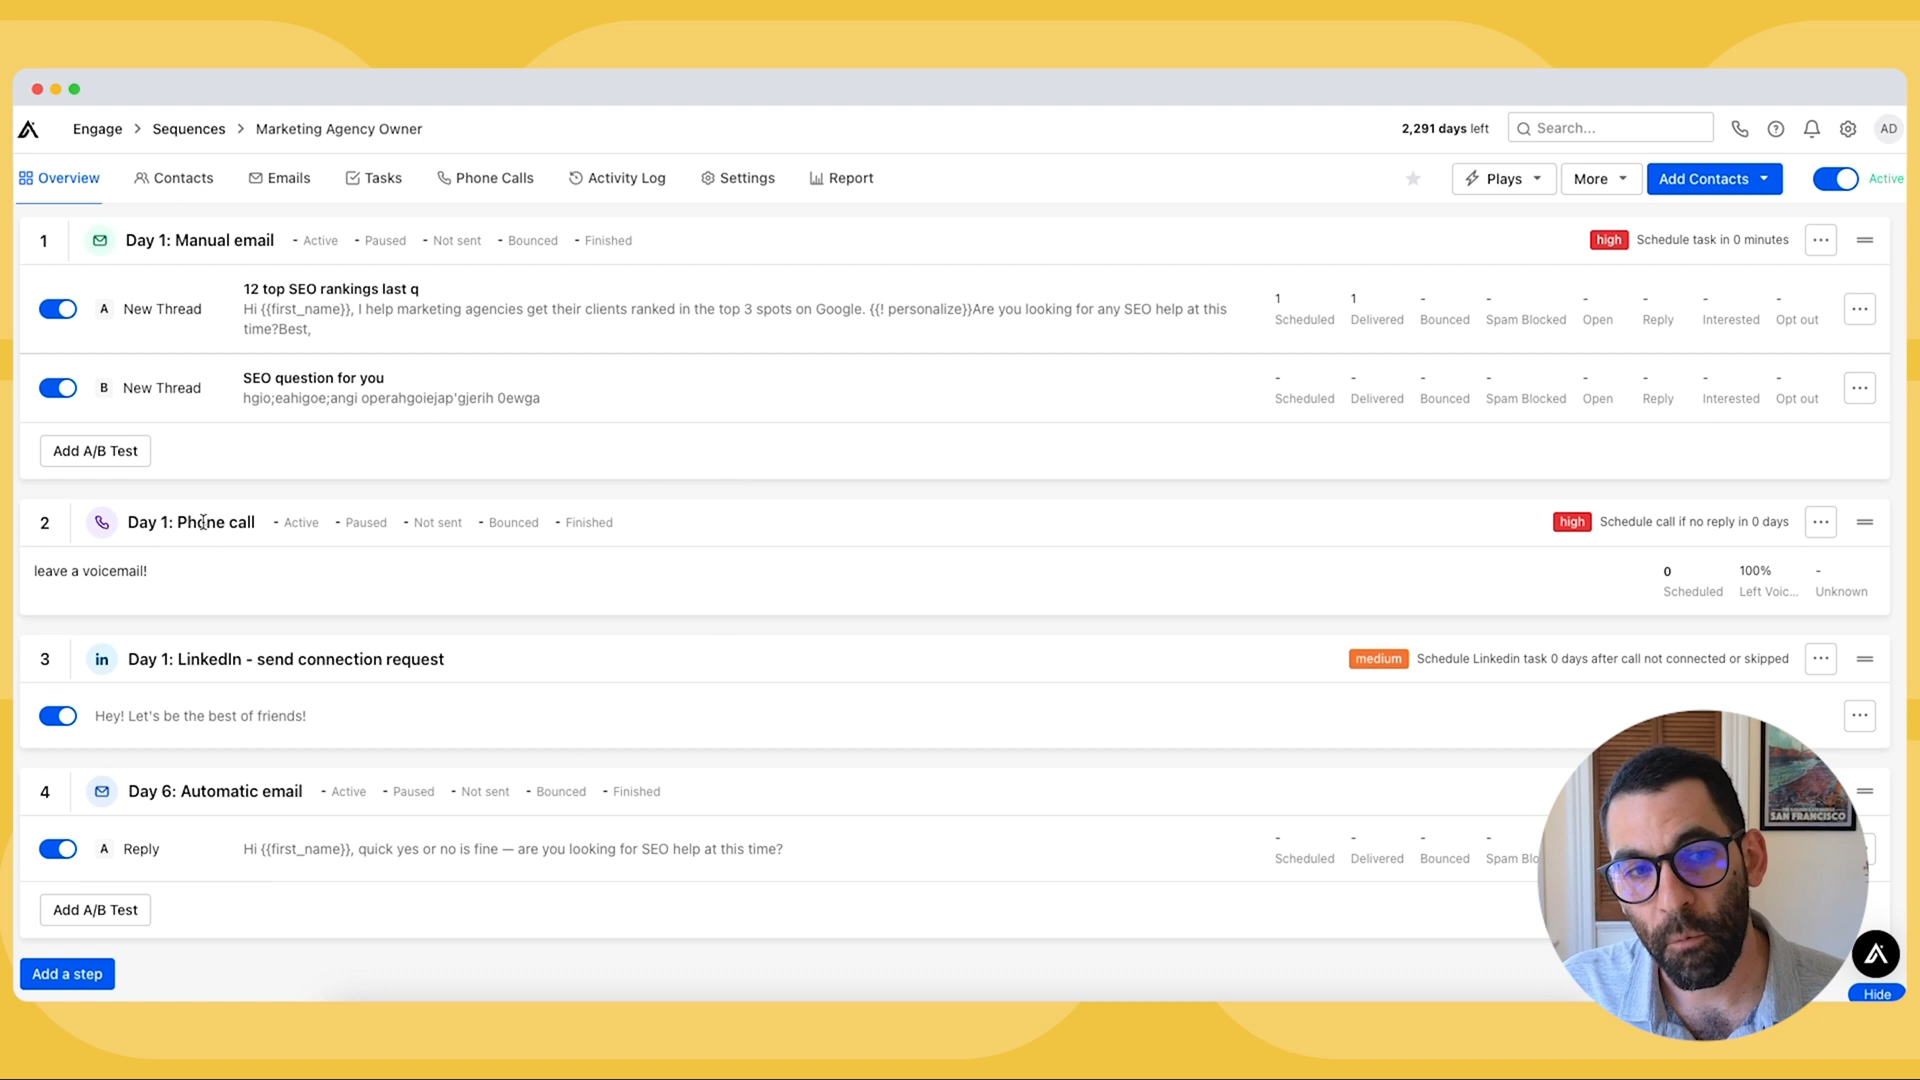 Engage > Sequences > Marketing Agency Owner
2,291 days left
Search...
AD
Overview
Contacts
Emails
Tasks
Phone Calls
Activity Log
Settings
Report
Plays
More
Add Contacts
Active
1 Day 1: Manual email - Active - Paused - Not sent - Bounced - Finished
high Schedule task in 0 minutes
A New Thread
12 top SEO rankings last q
Hi {{first_name}}, I help marketing agencies get their clients ranked in the top 3 spots on Google. {{! personalize}}Are you looking for any SEO help at this
time?Best,
1 1 - - - - - -
Scheduled Delivered Bounced Spam Blocked Open Reply Interested Opt out
B New Thread
SEO question for you
hgio;eahigoe;angi operahgoiejap'gjerih 0ewga
- - - - - - - -
Scheduled Delivered Bounced Spam Blocked Open Reply Interested Opt out
Add A/B Test
2 Day 1: Phone call - Active - Paused - Not sent - Bounced - Finished
high Schedule call if no reply in 0 days
leave a voicemail!
0 100% -
Scheduled Left Voic... Unknown
3 in Day 1: LinkedIn - send connection request
medium Schedule Linkedin task 0 days after call not connected or skipped
Hey! Let's be the best of friends!
4 Day 6: Automatic email - Active - Paused - Not sent - Bounced - Finished
A Reply
Hi {{first_name}}, quick yes or no is fine — are you looking for SEO help at this time?
- - - -
Scheduled Delivered Bounced Spam Blo
Add A/B Test
Add a step
SAN FRANCISCO
Hide